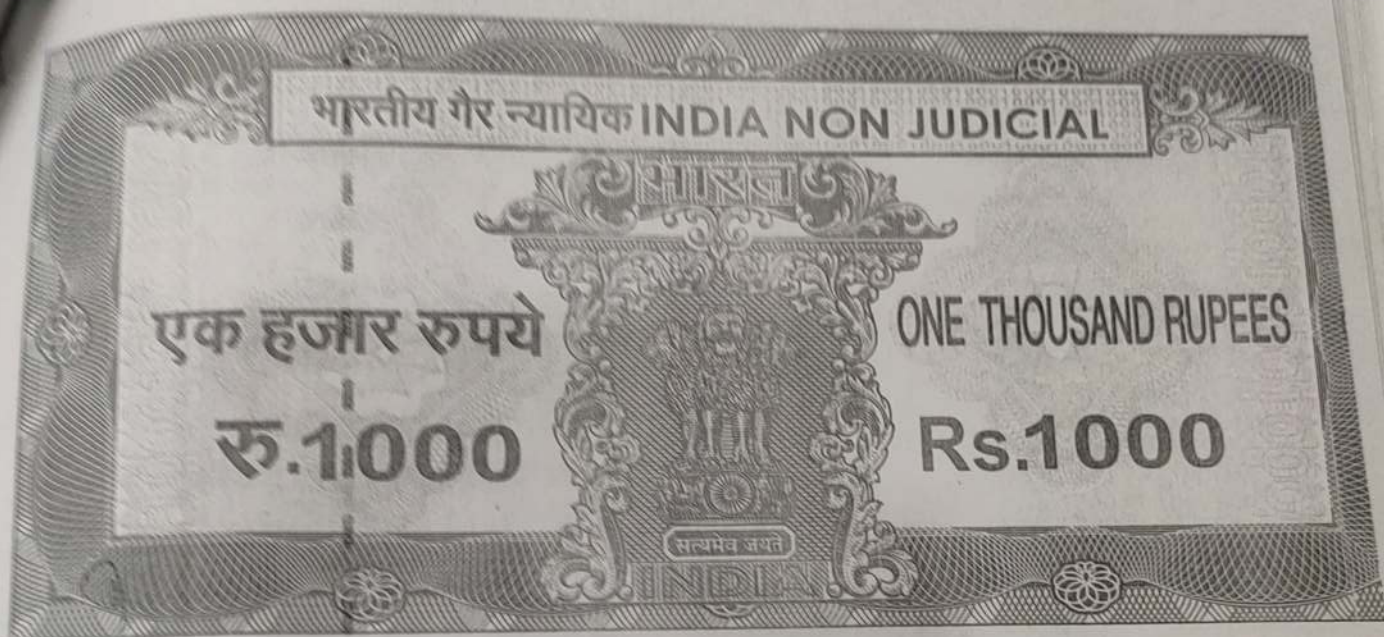 भारतीय गैर न्यायिक INDIA NON JUDICIAL
भारत
एक हजार रुपये
ONE THOUSAND RUPEES
रु.1000
Rs.1000
सत्यमेव जयते
INDIA